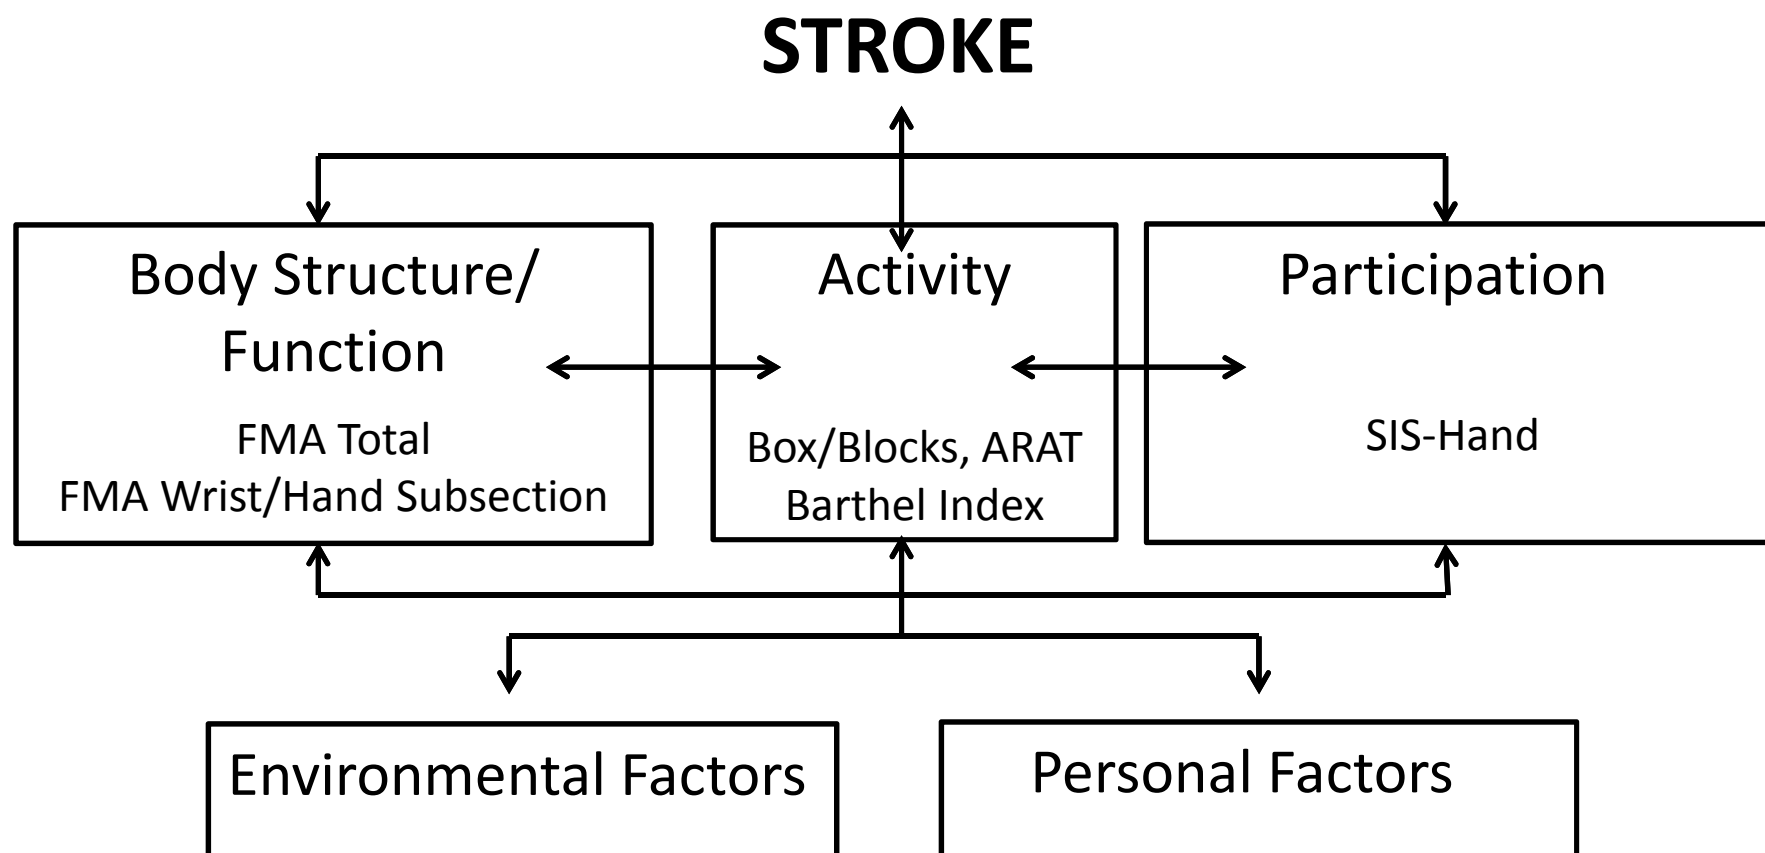 STROKE
Body Structure/
Function
FMA Total
FMA Wrist/Hand Subsection
Activity
Box/Blocks, ARAT
Barthel Index
Participation
SIS-Hand
Environmental Factors
Personal Factors